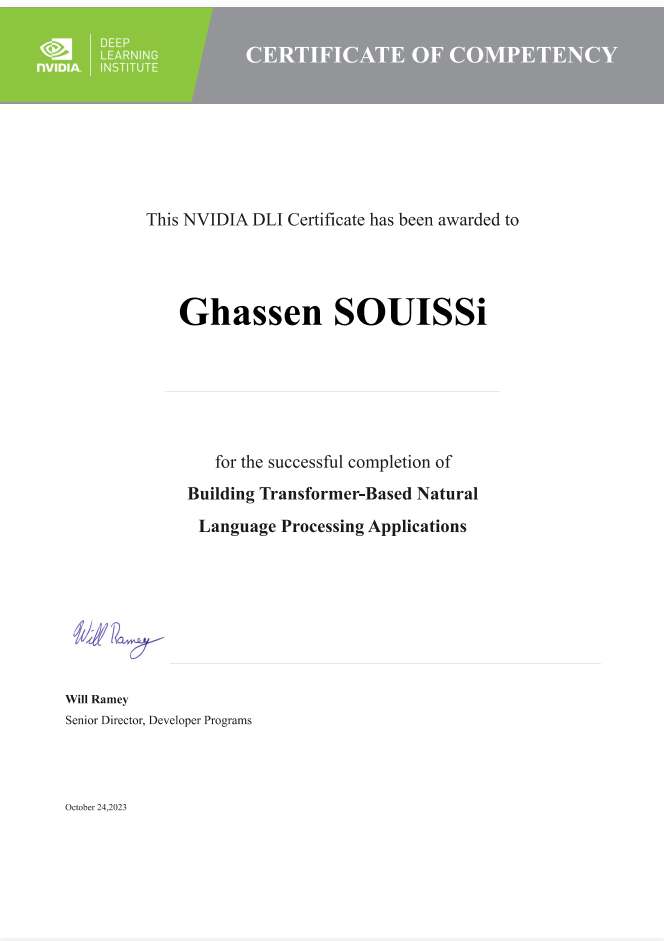 NVIDIA.
DEEP
LEARNING
INSTITUTE
CERTIFICATE OF COMPETENCY
This NVIDIA DLI Certificate has been awarded to
Ghassen SOUISSi
for the successful completion of
Building Transformer-Based Natural
Language Processing Applications
Will Ramey
Will Ramey
Senior Director, Developer Programs
October 24,2023